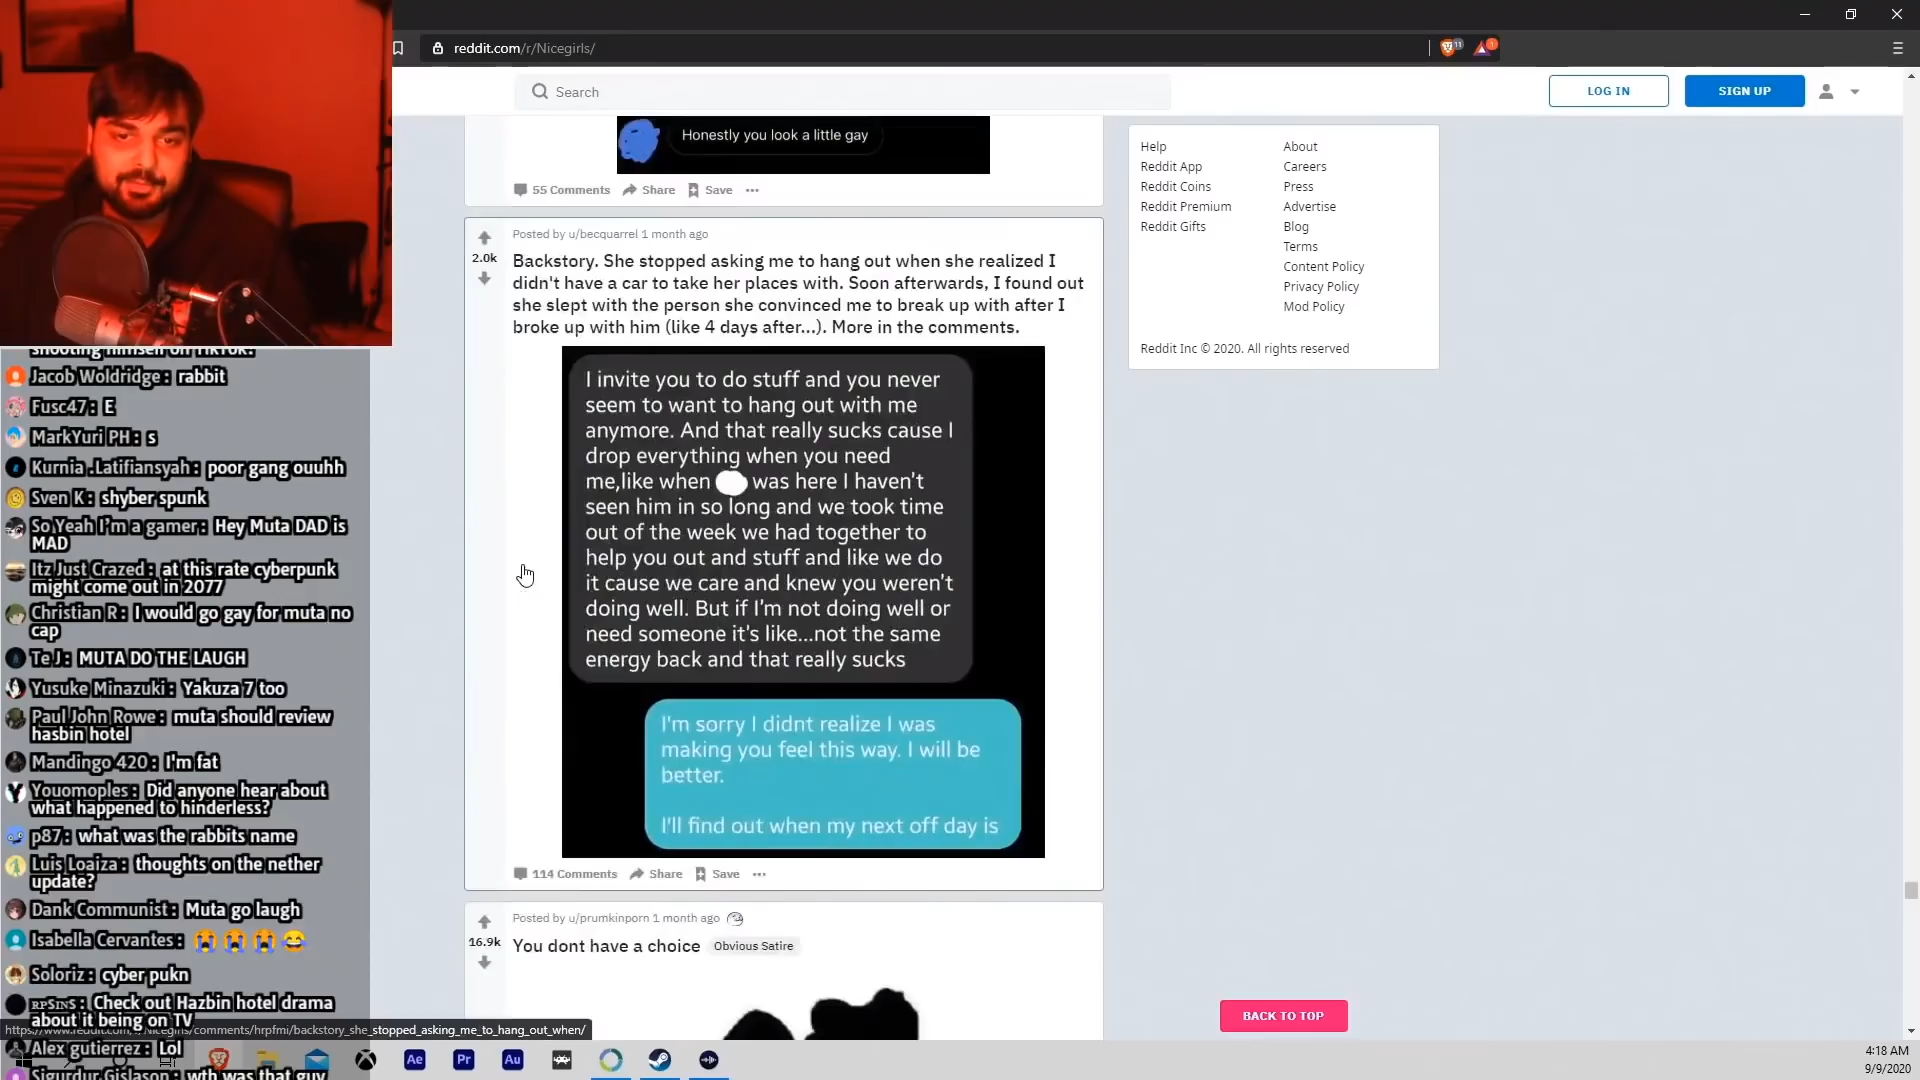 reddit.com/r/Nicegirls/
11
1
Search
LOG IN
SIGN UP
Honestly you look a little gay
55 Comments
Share
Save
Posted by u/becquarrel 1 month ago
2.0k
Backstory. She stopped asking me to hang out when she realized I
didn't have a car to take her places with. Soon afterwards, I found out
she slept with the person she convinced me to break up with after I
broke up with him (like 4 days after...). More in the comments.
I invite you to do stuff and you never
seem to want to hang out with me
anymore. And that really sucks cause I
drop everything when you need
me,like when
was here I haven't
seen him in so long and we took time
out of the week we had together to
help you out and stuff and like we do
it cause we care and knew you weren't
doing well. But if I'm not doing well or
need someone it's like...not the same
energy back and that really sucks
I'm sorry I didnt realize I was
making you feel this way. I will be
better.
I'll find out when my next off day is
114 Comments
Share
Save
Posted by u/prumkinporn 1 month ago
16.9k
You dont have a choice
Obvious Satire
Help
Reddit App
Reddit Coins
Reddit Premium
Reddit Gifts
About
Careers
Press
Advertise
Blog
Terms
Content Policy
Privacy Policy
Mod Policy
Reddit Inc © 2020. All rights reserved
BACK TO TOP
shooting himself on TikTok?
Jacob Woldridge: rabbit
Fusc47: E
MarkYuri PH: s
Kurnia .Latifiansyah: poor gang ouuhh
Sven K: shyber spunk
So Yeah I'm a gamer: Hey Muta DAD is
MAD
Itz Just Crazed: at this rate cyberpunk
might come out in 2077
Christian R: I would go gay for muta no
cap
Te J: MUTA DO THE LAUGH
Yusuke Minazuki: Yakuza 7 too
Paul John Rowe: muta should review
hasbin hotel
Mandingo 420: I'm fat
Youomoples: Did anyone hear about
what happened to hinderless?
p87: what was the rabbits name
Luis Loaiza: thoughts on the nether
update?
Dank Communist: Muta go laugh
Isabella Cervantes: 😭 😭 😭 😂
Soloriz: cyber pukn
RPSINS: Check out Hazbin hotel drama
about it being on TV
/Nicegirls/comments/hrpfmi/backstory_she_stopped_asking_me_to_hang_out_when/
Alex gutierrez: Lol
Sigurdur Gislason: wth was that guy
Ae
Pr
Au
4:18 AM
9/9/2020